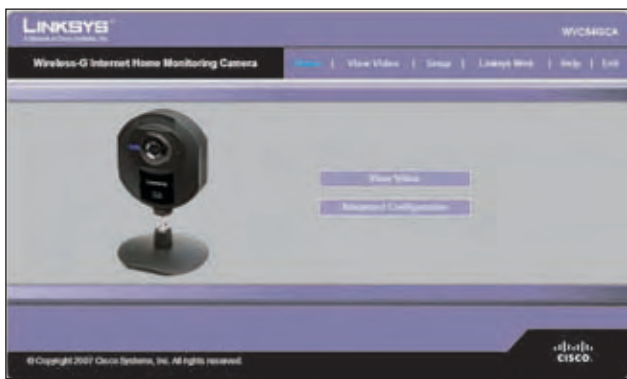 LINKSYS
A Division of Cisco Systems, Inc.
WVC54GCA
Wireless-G Internet Home Monitoring Camera
Home | View Video | Setup | Linksys Web | Help | Exit
View Video
Advanced Configuration
© Copyright 2007 Cisco Systems, Inc. All rights reserved.
CISCO